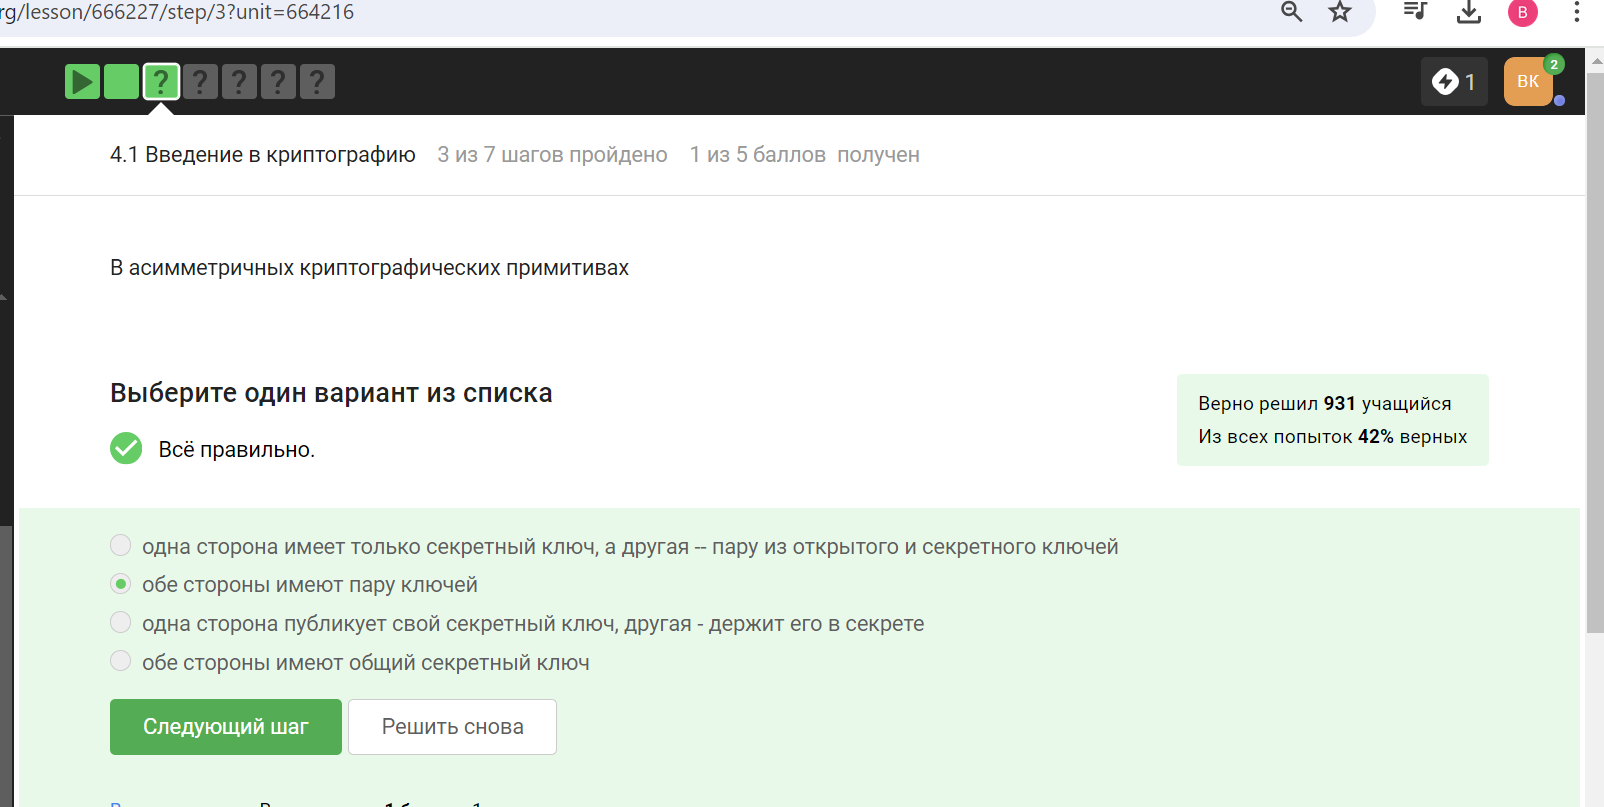 rg/lesson/666227/step/3?unit=664216
B
? ? ? ? ?
1
ВК
2
4.1 Введение в криптографию 3 из 7 шагов пройдено 1 из 5 баллов получен
В асимметричных криптографических примитивах
Выберите один вариант из списка
Всё правильно.
Верно решил 931 учащийся
Из всех попыток 42% верных
одна сторона имеет только секретный ключ, а другая -- пару из открытого и секретного ключей
обе стороны имеют пару ключей
одна сторона публикует свой секретный ключ, другая - держит его в секрете
обе стороны имеют общий секретный ключ
Следующий шаг
Решить снова